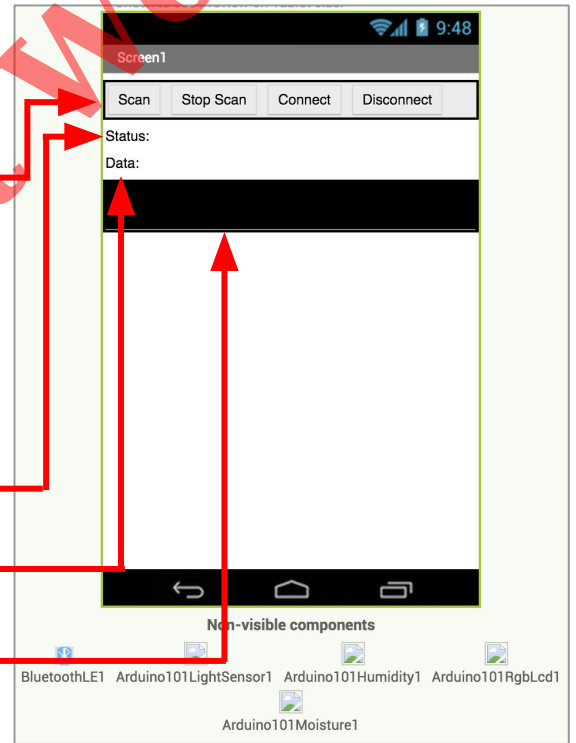 9:48
Screen1
Scan Stop Scan Connect Disconnect
Status:
Data:
Non-visible components
BluetoothLE1 Arduino101LightSensor1 Arduino101Humidity1 Arduino101RgbLcd1
Arduino101Moisture1